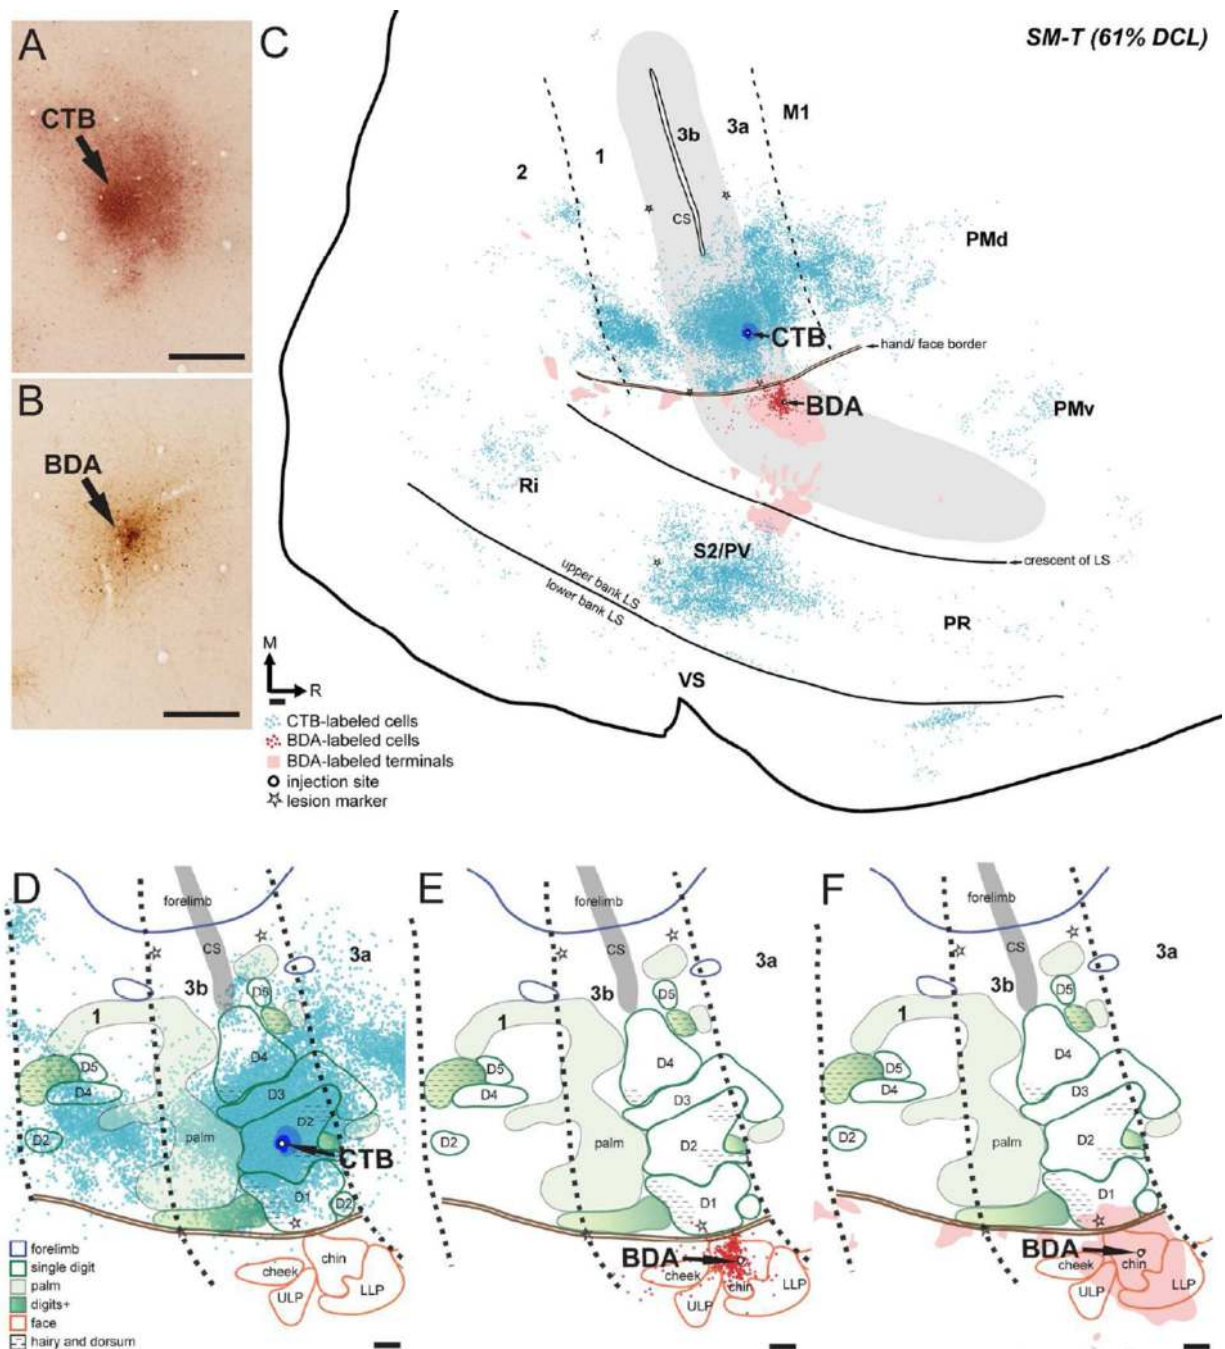 A
CTB
B
BDA
C
SM-T (61% DCL)
M1
3a
3b
1
2
CS
PMd
CTB
hand/ face border
BDA
PMv
Ri
S2/PV
crescent of LS
upper bank LS
lower bank LS
PR
VS
M
R
CTB-labeled cells
BDA-labeled cells
BDA-labeled terminals
injection site
lesion marker
D
forelimb
CS
3a
3b
1
D5
D4
D5
D4
D3
D2
D2
palm
CTB
D1
D2
cheek
chin
ULP
LLP
forelimb
single digit
palm
digits+
face
hairy and dorsum
E
forelimb
CS
3a
3b
1
D5
D4
D5
D4
D3
D2
D2
palm
D1
BDA
cheek
chin
ULP
LLP
F
forelimb
CS
3a
3b
1
D5
D4
D5
D4
D3
D2
D2
palm
D1
BDA
cheek
chin
ULP
LLP